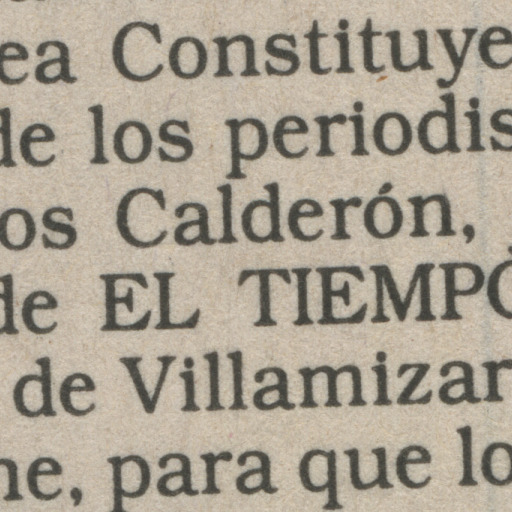 ea Constituye
de los periodis
os Calderón,
de EL TIEMPO
de Villamizar
ne, para que lo